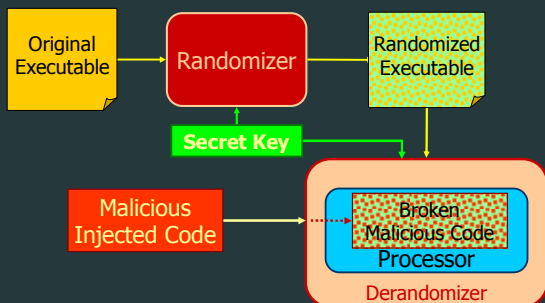 Original
Executable
Randomizer
Randomized
Executable
Secret Key
Malicious
Injected Code
Broken
Malicious Code
Processor
Derandomizer